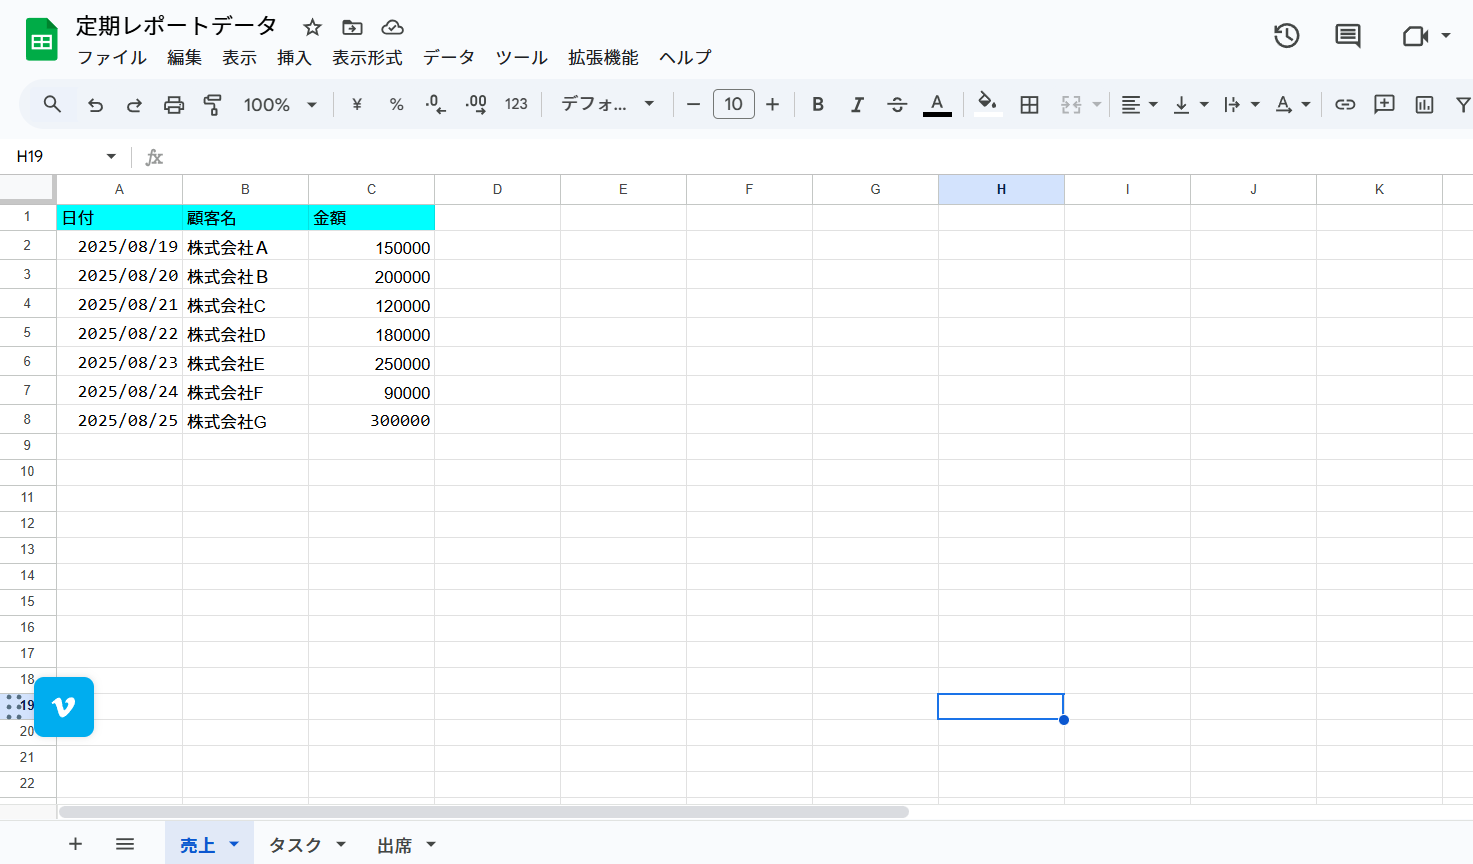 定期レポートデータ
ファイル 編集 表示 挿入 表示形式 データ ツール 拡張機能 ヘルプ
100% ¥ % .0 .00 123 デフォ... 10 B I A A
H19 fx
A B C D E F G H I J K
1 日付 顧客名 金額
2 2025/08/19 株式会社Ａ 150000
3 2025/08/20 株式会社Ｂ 200000
4 2025/08/21 株式会社C 120000
5 2025/08/22 株式会社D 180000
6 2025/08/23 株式会社E 250000
7 2025/08/24 株式会社F 90000
8 2025/08/25 株式会社G 300000
9
10
11
12
13
14
15
16
17
18
19
20
21
22
売上 タスク 出席